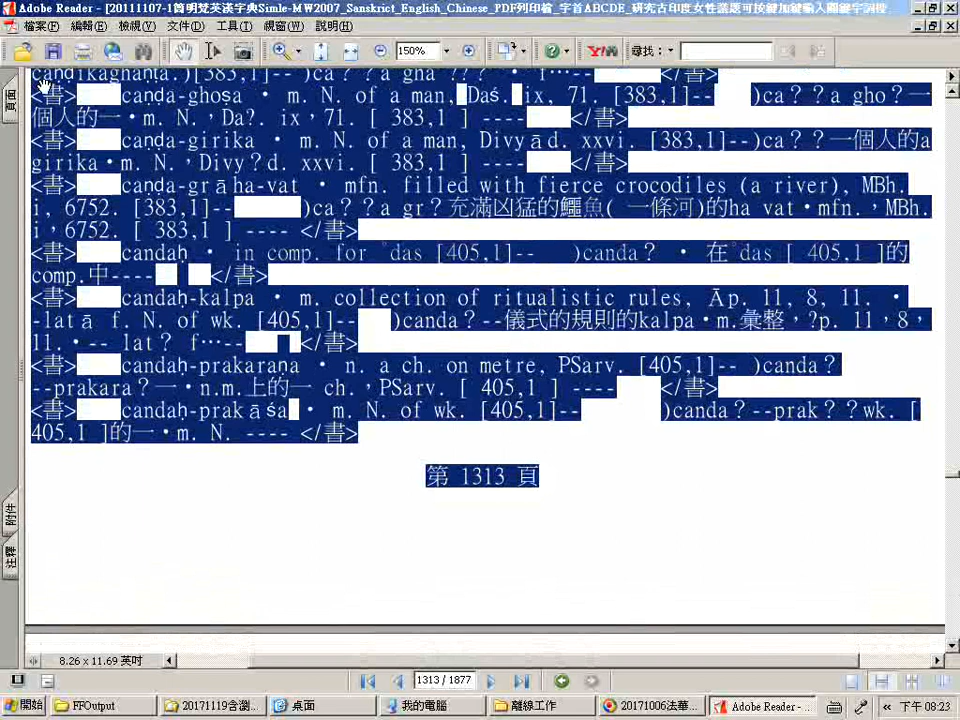 Adobe Reader - [20111107-1簡明梵英漢字典Simle-MW2007_Sanskrict_English_Chinese_PDF列印檔_字首ABCDE_研究古印度女性議題可按鍵加鍵輸入關鍵字詞搜
檔案(F) 編輯(E) 檢視(V) 文件(D) 工具(T) 視窗(W) 說明(H)
150% Y! 尋找：
頁面
caṇḍikaghaṇṭa.)[383,1]-- )ca？？a gha ??? ‧ f…-- </書>
<書> caṇḍa-ghoṣa ‧ m. N. of a man, Daś. ix, 71. [383,1]-- )ca？？a gho？一
個人的一‧m. N.，Da?. ix，71. [ 383,1 ] ---- </書>
<書> caṇḍa-girika ‧ m. N. of a man, Divyād. xxvi. [383,1]--)ca？？一個人的a
girika‧m. N.，Divy？d. xxvi. [ 383,1 ] ---- </書>
<書> caṇḍa-grāha-vat ‧ mfn. filled with fierce crocodiles (a river), MBh.
i, 6752. [383,1]-- )ca？？a gr？充滿凶猛的鱷魚( 一條河)的ha vat‧mfn.，MBh.
i，6752. [ 383,1 ] ---- </書>
<書> candaḥ ‧ in comp. for °das [405,1]-- )canda？ ‧ 在°das [ 405,1 ]的
comp.中---- </書>
<書> candaḥ-kalpa ‧ m. collection of ritualistic rules, Āp. 11, 8, 11. ‧
-latā f. N. of wk. [405,1]-- )canda？--儀式的規則的kalpa‧m.彙整，?p. 11，8，
11.‧-- lat？ f…-- </書>
<書> candaḥ-prakaraṇa ‧ n. a ch. on metre, PSarv. [405,1]-- )canda？
--prakara？一‧n.m.上的一 ch.，PSarv. [ 405,1 ] ---- </書>
<書> candaḥ-prakāśa ‧ m. N. of wk. [405,1]-- )canda？--prak？？wk. [
405,1 ]的一‧m. N. ---- </書>
第 1313 頁
附件
注釋
8.26 x 11.69 英吋
1313 / 1877
開始 FFOutput 20171119含瀏... 桌面 我的電腦 離線工作 20171006法華... Adobe Reader - ... 下午 08:23